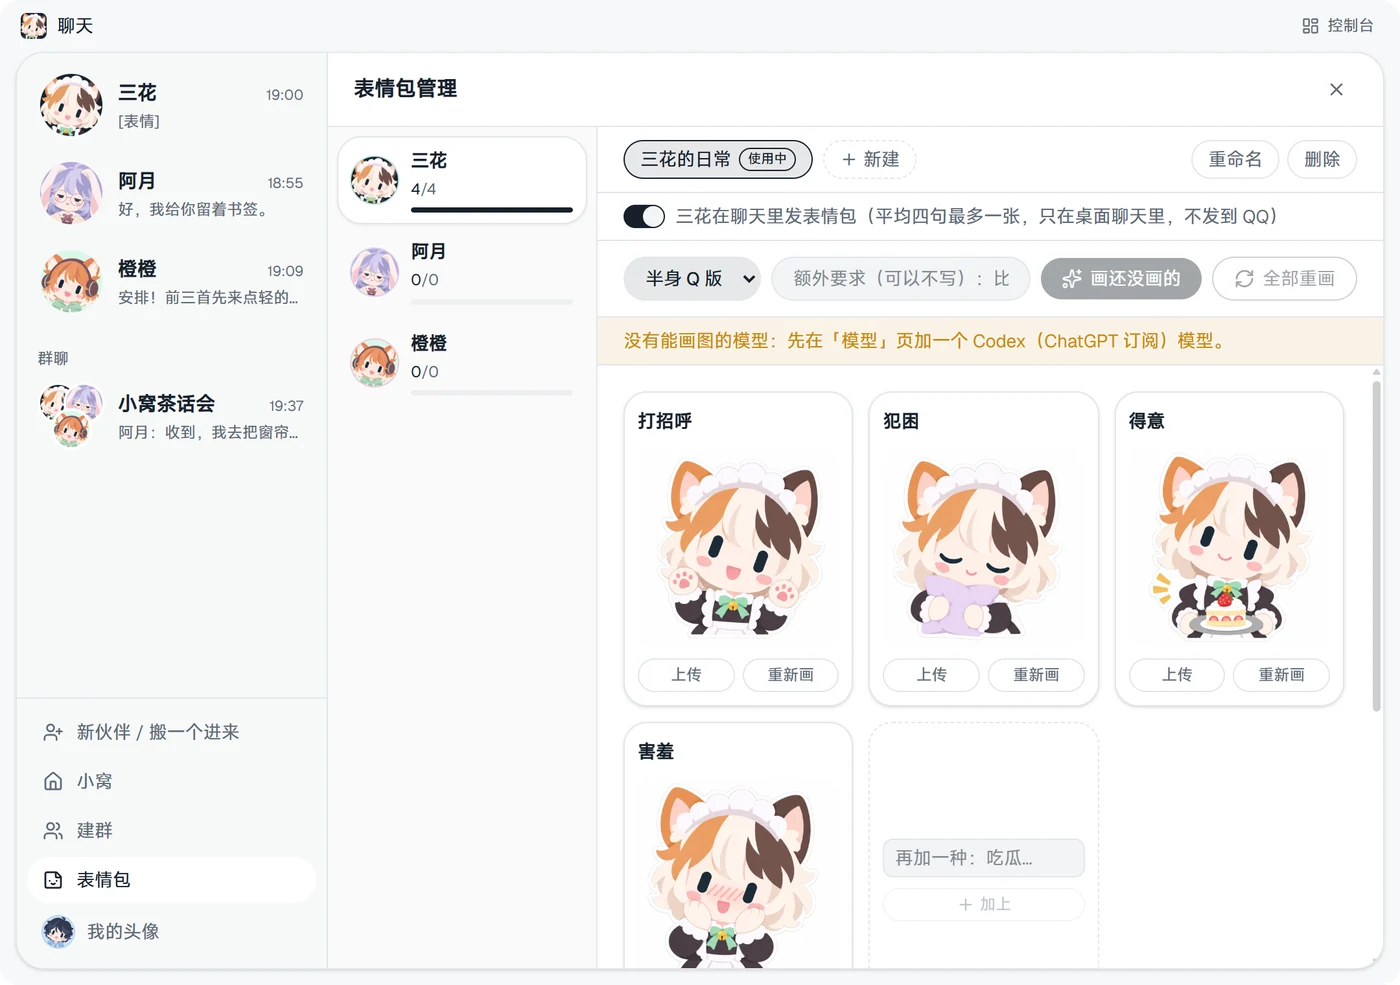 聊天
控制台
三花
19:00
[表情]
阿月
18:55
好，我给你留着书签。
橙橙
19:09
安排！前三首先来点轻的...
群聊
小窝茶话会
19:37
阿月：收到，我去把窗帘...
新伙伴 / 搬一个进来
小窝
建群
表情包
我的头像
表情包管理
三花
4/4
阿月
0/0
橙橙
0/0
三花的日常 使用中
+ 新建
重命名
删除
三花在聊天里发表情包（平均四句最多一张，只在桌面聊天里，不发到 QQ）
半身 Q 版
额外要求（可以不写）：比
画还没画的
全部重画
没有能画图的模型：先在「模型」页加一个 Codex（ChatGPT 订阅）模型。
打招呼
上传
重新画
犯困
上传
重新画
得意
上传
重新画
害羞
再加一种：吃瓜...
+ 加上